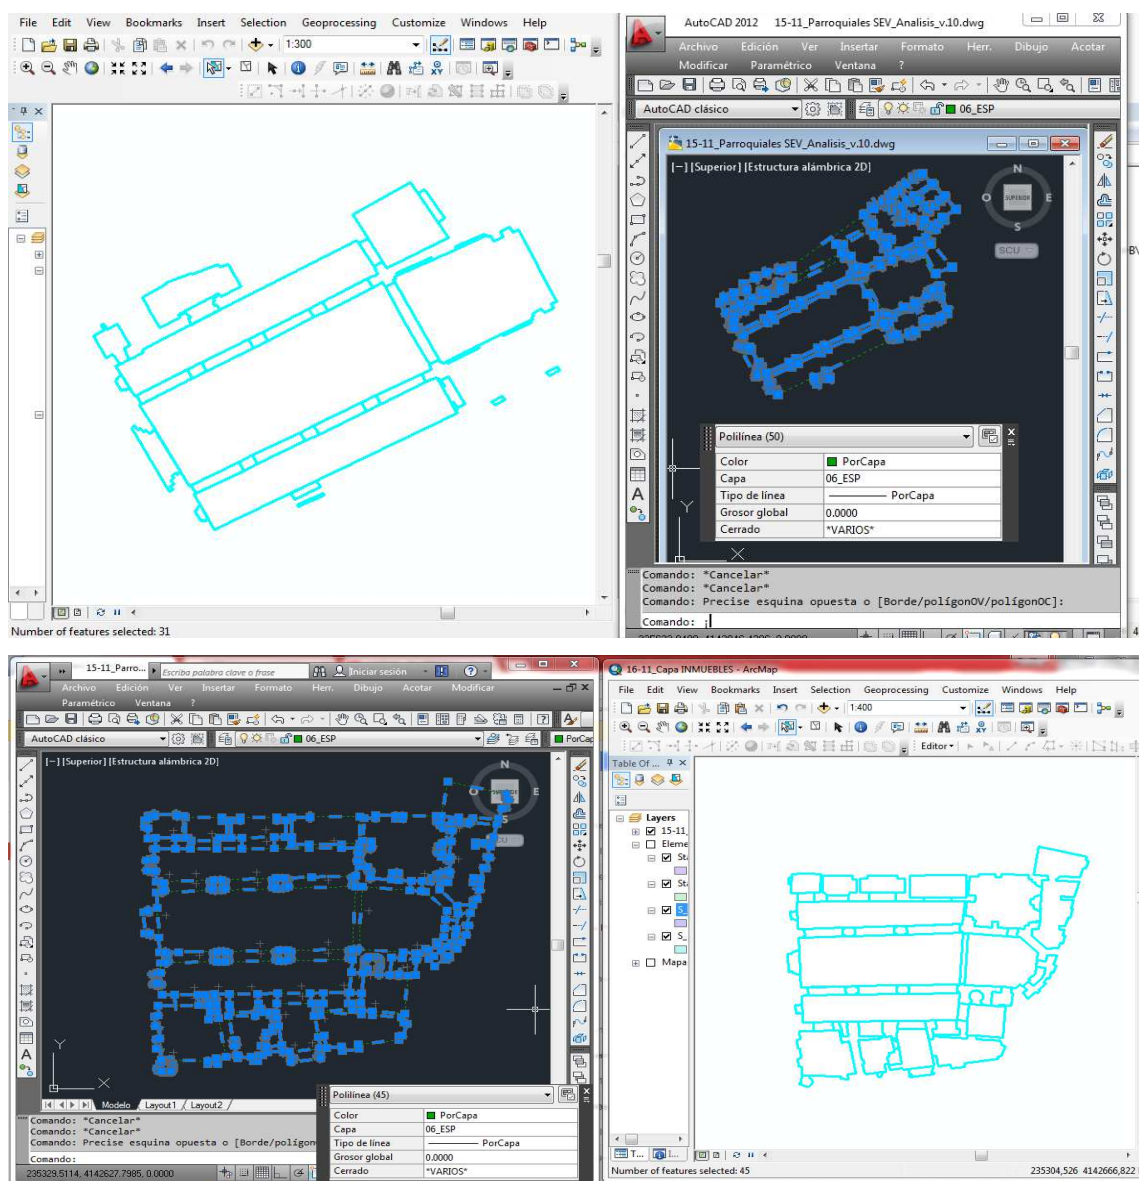 File Edit View Bookmarks Insert Selection Geoprocessing Customize Windows Help
1:300
Number of features selected: 31
AutoCAD 2012 15-11_Parroquiales SEV_Analisis_v.10.dwg
Archivo Edición Ver Insertar Formato Herr. Dibujo Acotar
Modificar Paramétrico Ventana ?
AutoCAD clásico 06_ESP
15-11_Parroquiales SEV_Analisis_v.10.dwg
[−] [Superior] [Estructura alámbrica 2D]
N
O SUPERIOR E
S
SCU
Polilínea (50)
Color PorCapa
Capa 06_ESP
Tipo de línea PorCapa
Grosor global 0.0000
Cerrado *VARIOS*
Y
X
Comando: *Cancelar*
Comando: *Cancelar*
Comando: Precise esquina opuesta o [Borde/polígonOV/polígonOC]:
Comando: ¡
15-11_Parro... Escriba palabra clave o frase Iniciar sesión
Archivo Edición Ver Insertar Formato Herr. Dibujo Acotar Modificar
Paramétrico Ventana ?
AutoCAD clásico 06_ESP PorCap
[−] [Superior] [Estructura alámbrica 2D]
N
O E
S
Y
X
Modelo Layout1 Layout2
Comando: *Cancelar*
Comando: *Cancelar*
Comando: Precise esquina opuesta o [Borde/polígon
Comando:
235329.5114, 4142627.7985, 0.0000
Polilínea (45)
Color PorCapa
Capa 06_ESP
Tipo de línea PorCapa
Grosor global 0.0000
Cerrado *VARIOS*
16-11_Capa INMUEBLES - ArcMap
File Edit View Bookmarks Insert Selection Geoprocessing Customize Windows Help
1:400
Editor
Table Of ...
Layers
15-11_
Eleme
St
St
S_
S_
Mapa
T... I...
Number of features selected: 45
235304,526 4142666,822